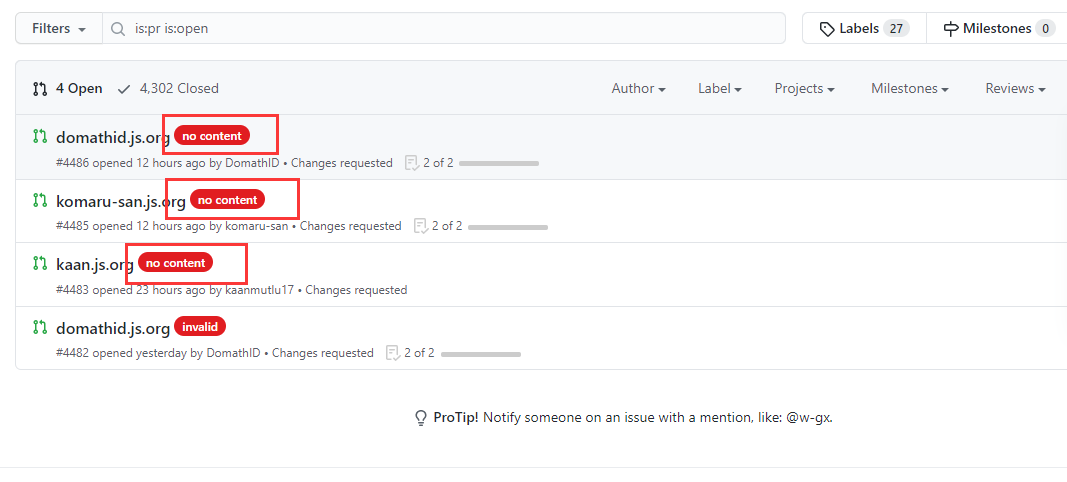 Filters is:pr is:open Labels 27 Milestones 0
4 Open 4,302 Closed Author Label Projects Milestones Reviews
domathid.js.org no content
#4486 opened 12 hours ago by DomathID • Changes requested 2 of 2
komaru-san.js.org no content
#4485 opened 12 hours ago by komaru-san • Changes requested 2 of 2
kaan.js.org no content
#4483 opened 23 hours ago by kaanmutlu17 • Changes requested
domathid.js.org invalid
#4482 opened yesterday by DomathID • Changes requested 2 of 2
ProTip! Notify someone on an issue with a mention, like: @w-gx.